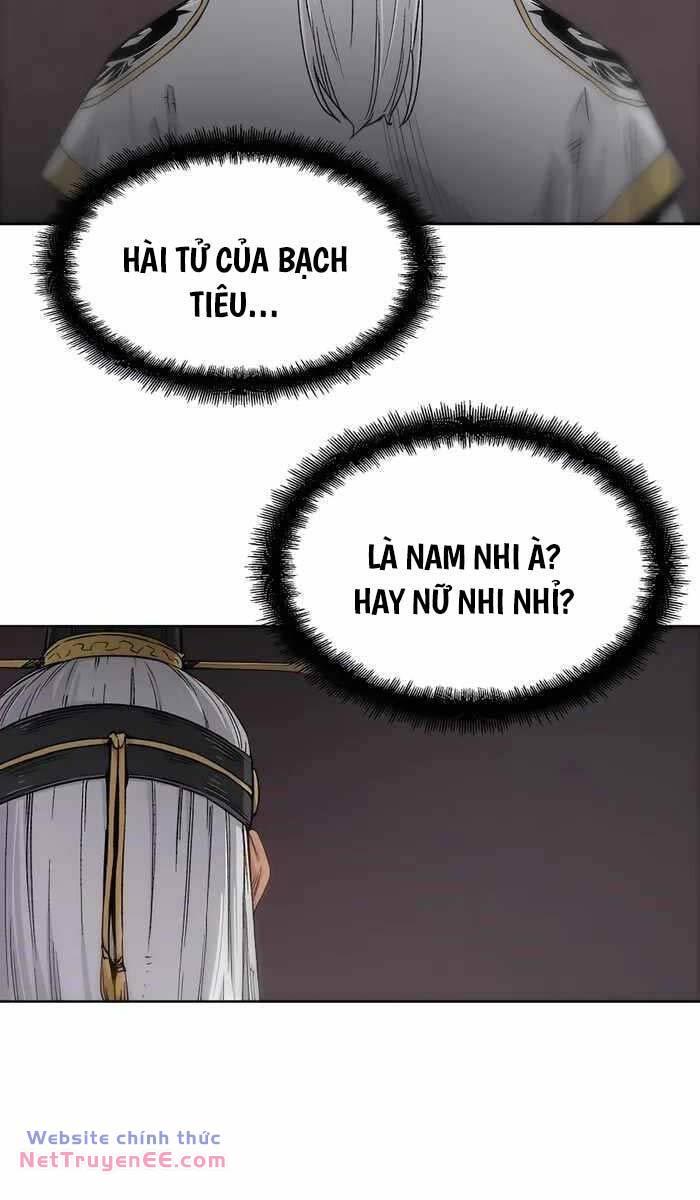 HÀI TỬ CỦA BẠCH
TIÊU...
LÀ NAM NHI À?
HAY NỮ NHI NHỈ?
Website chính thức
NetTruyenEE.com